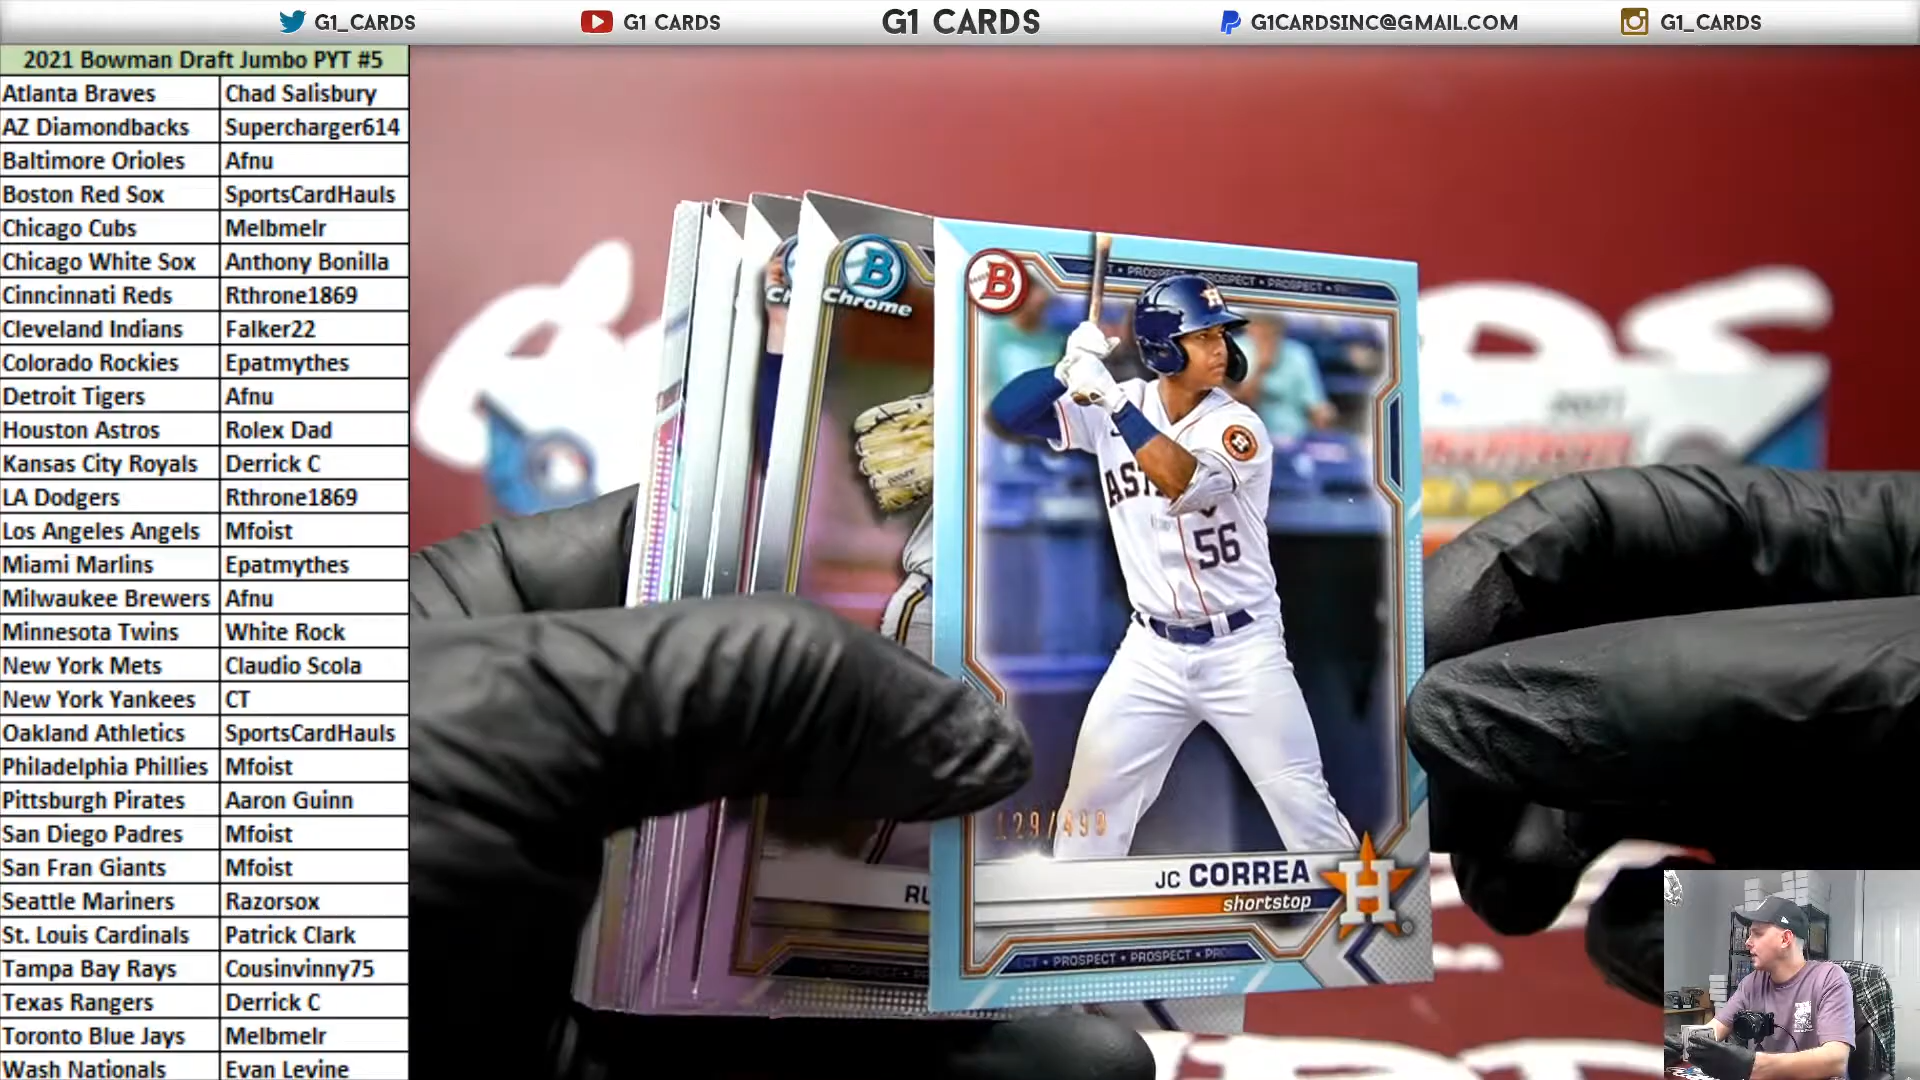 G1_CARDS G1 CARDS G1 CARDS G1CARDSINC@GMAIL.COM G1_CARDS
2021 Bowman Draft Jumbo PYT #5
Atlanta Braves Chad Salisbury
AZ Diamondbacks Supercharger614
Baltimore Orioles Afnu
Boston Red Sox SportsCardHauls
Chicago Cubs Melbmelr
Chicago White Sox Anthony Bonilla
Cinncinnati Reds Rthrone1869
Cleveland Indians Falker22
Colorado Rockies Epatmythes
Detroit Tigers Afnu
Houston Astros Rolex Dad
Kansas City Royals Derrick C
LA Dodgers Rthrone1869
Los Angeles Angels Mfoist
Miami Marlins Epatmythes
Milwaukee Brewers Afnu
Minnesota Twins White Rock
New York Mets Claudio Scola
New York Yankees CT
Oakland Athletics SportsCardHauls
Philadelphia Phillies Mfoist
Pittsburgh Pirates Aaron Guinn
San Diego Padres Mfoist
San Fran Giants Mfoist
Seattle Mariners Razorsox
St. Louis Cardinals Patrick Clark
Tampa Bay Rays Cousinvinny75
Texas Rangers Derrick C
Toronto Blue Jays Melbmelr
Wash Nationals Evan Levine
B Chrome
B
PROSPECT • PROSPECT • PROSPECT
H
AST
56
129/499
JC CORREA
shortstop
H
PROSPECT • PROSPECT
RU